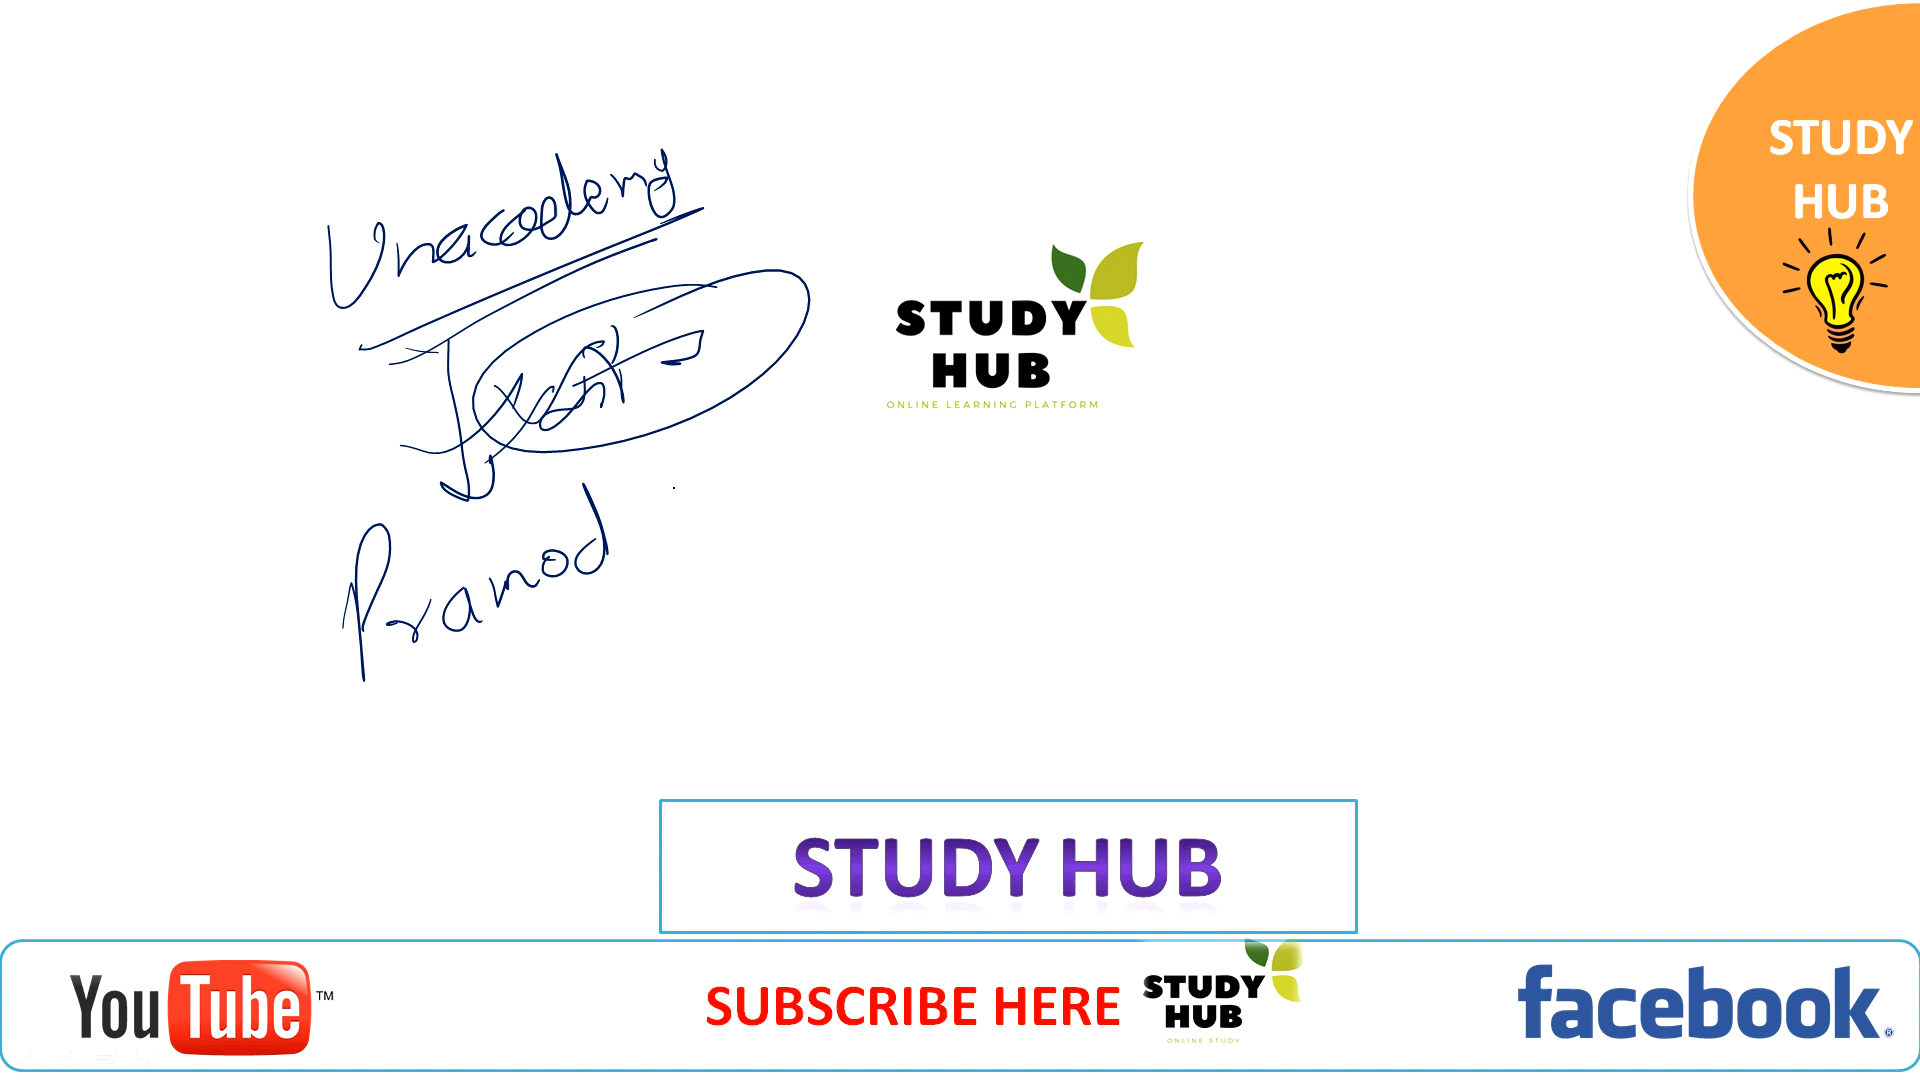 STUDY
HUB
Unacademy
STUDY
HUB
ONLINE LEARNING PLATFORM
Pramod
STUDY HUB
YouTube™
SUBSCRIBE HERE
STUDY
HUB
ONLINE STUDY
facebook®